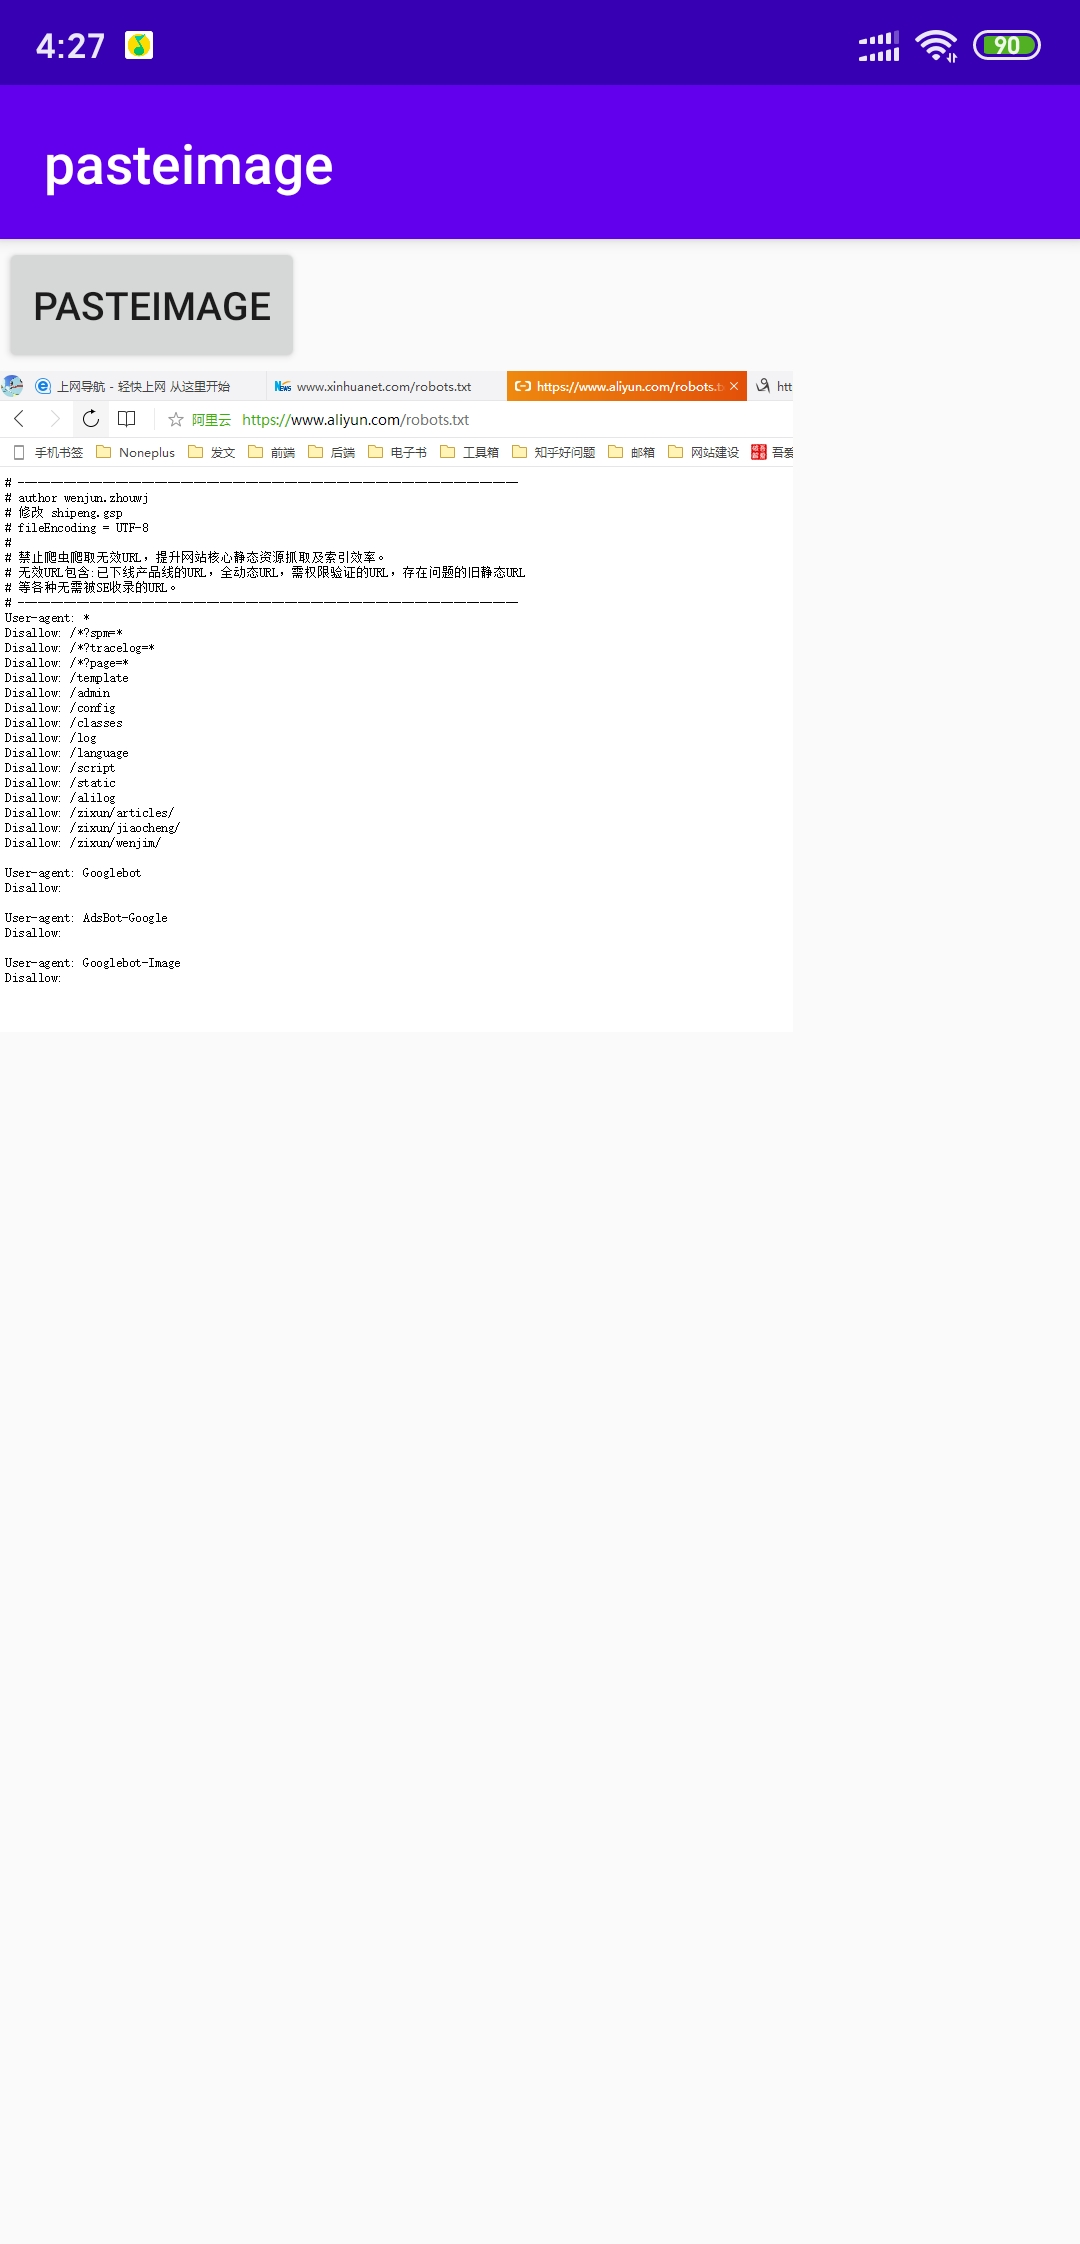 4:27
90
pasteimage
PASTEIMAGE
上网导航 - 轻快上网 从这里开始 NEWS www.xinhuanet.com/robots.txt https://www.aliyun.com/robots.t × htt
阿里云 https://www.aliyun.com/robots.txt
手机书签 Noneplus 发文 前端 后端 电子书 工具箱 知乎好问题 邮箱 网站建设 吾爱
# ------------------------------------------------------------------------------
# author wenjun.zhouwj
# 修改 shipeng.gsp
# fileEncoding = UTF-8
#
# 禁止爬虫爬取无效URL，提升网站核心静态资源抓取及索引效率。
# 无效URL包含:已下线产品线的URL，全动态URL，需权限验证的URL，存在问题的旧静态URL
# 等各种无需被SE收录的URL。
# ------------------------------------------------------------------------------
User-agent: *
Disallow: /*?spm=*
Disallow: /*?tracelog=*
Disallow: /*?page=*
Disallow: /template
Disallow: /admin
Disallow: /config
Disallow: /classes
Disallow: /log
Disallow: /language
Disallow: /script
Disallow: /static
Disallow: /alilog
Disallow: /zixun/articles/
Disallow: /zixun/jiaocheng/
Disallow: /zixun/wenjim/
User-agent: Googlebot
Disallow:
User-agent: AdsBot-Google
Disallow:
User-agent: Googlebot-Image
Disallow: